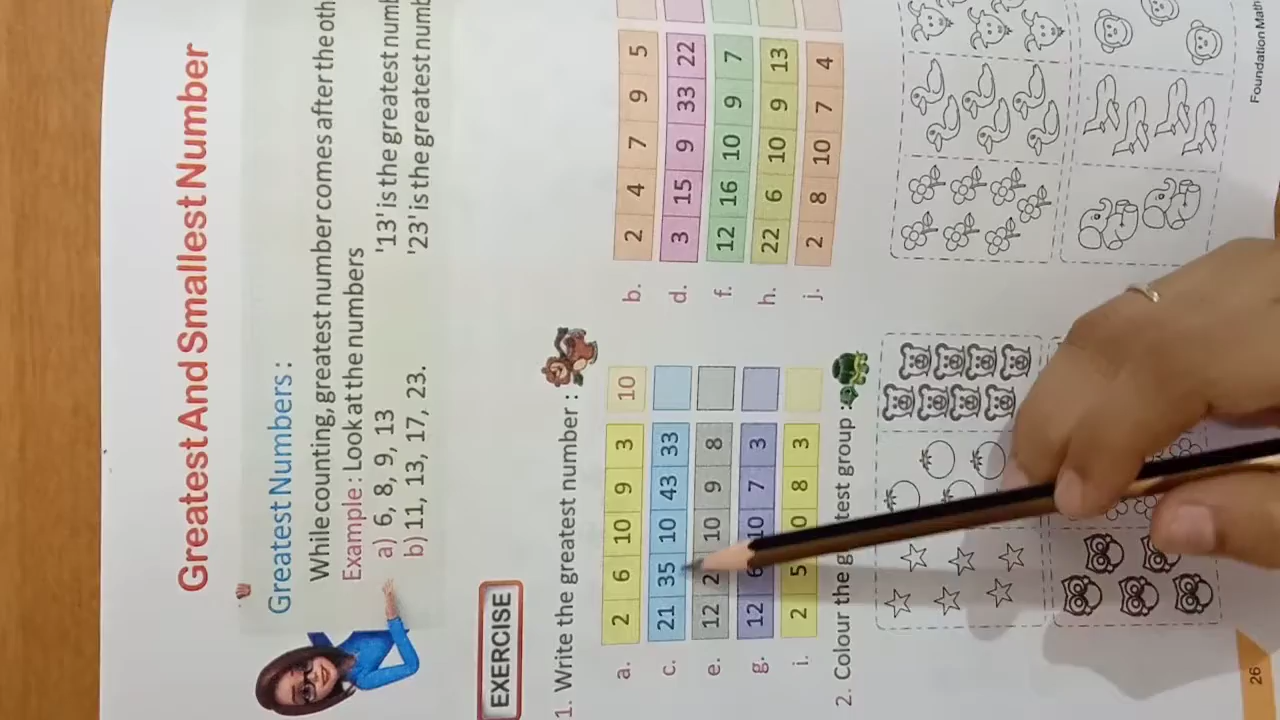 Greatest And Smallest Number
Greatest Numbers :
While counting, greatest number comes after the oth
Example : Look at the numbers
a) 6, 8, 9, 13 '13' is the greatest numb
b) 11, 13, 17, 23. '23' is the greatest numb
EXERCISE
1. Write the greatest number :
a. 2 6 10 9 3 10 b. 2 4 7 9 5
c. 21 35 10 43 33 d. 3 15 9 33 22
e. 12 2 10 9 8 f. 12 16 10 9 7
g. 12 6 10 7 3 h. 22 6 10 9 13
i. 2 5 0 8 3 j. 2 8 10 7 4
2. Colour the g test group :
26 Foundation Math